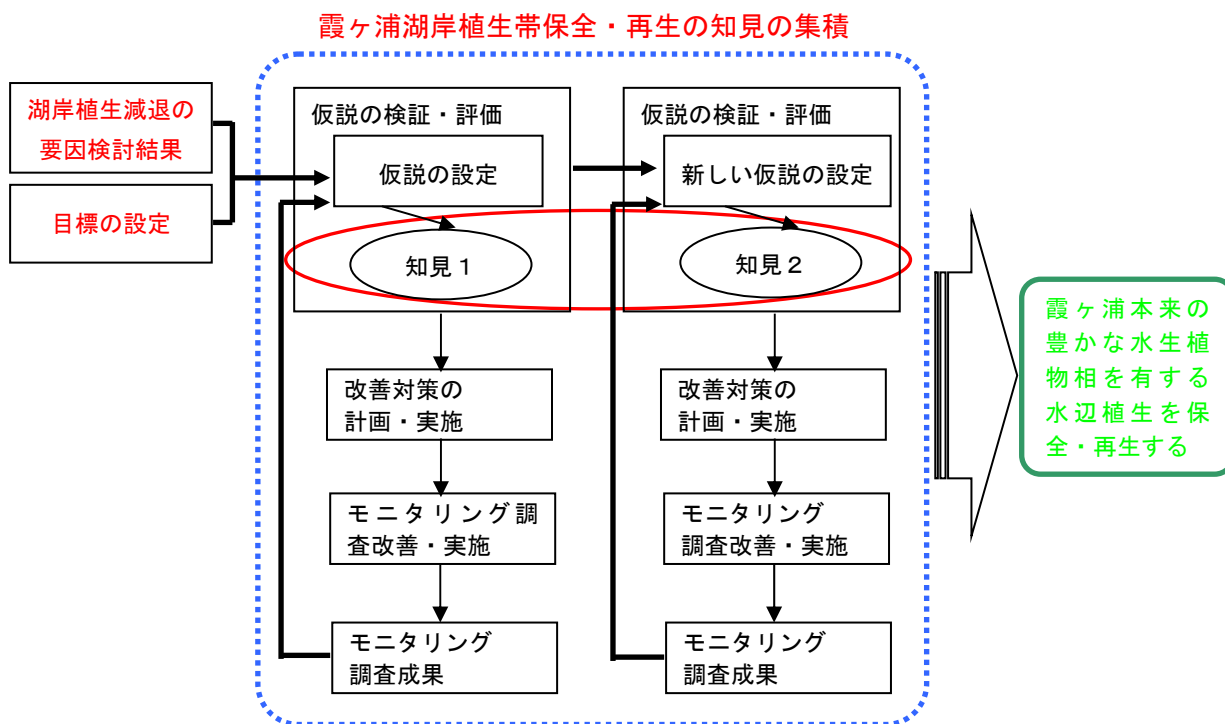 霞ヶ浦湖岸植生帯保全・再生の知見の集積
湖岸植生減退の
要因検討結果
目標の設定
仮説の検証・評価
仮説の設定
知見１
改善対策の
計画・実施
モニタリング調
査改善・実施
モニタリング
調査成果
仮説の検証・評価
新しい仮説の設定
知見２
改善対策の
計画・実施
モニタリング
調査改善・実施
モニタリング
調査成果
霞ヶ浦本来の
豊かな水生植
物相を有する
水辺植生を保
全・再生する